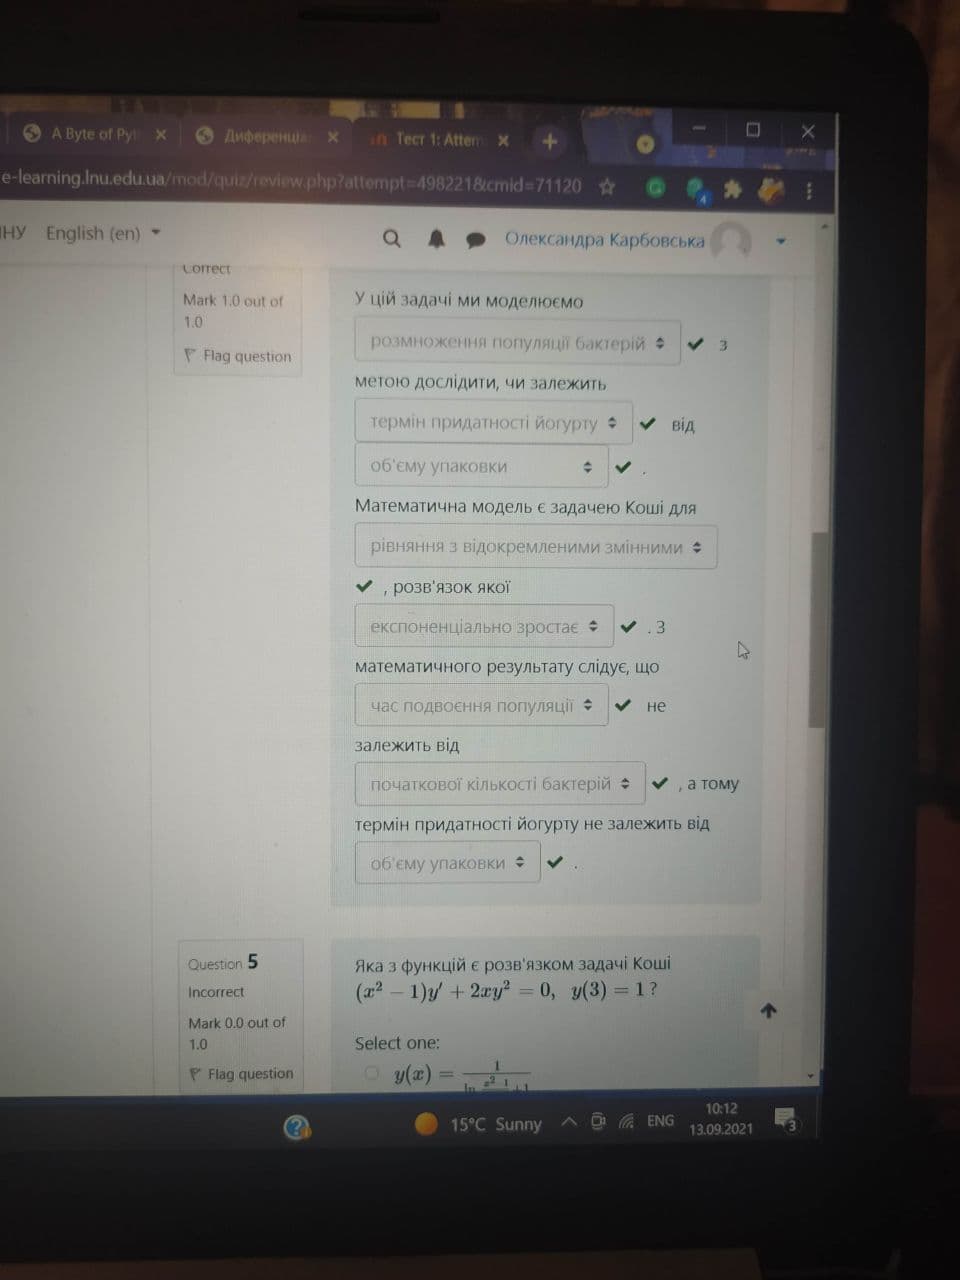 A Byte of Pyt
Диференціа
Тест 1: Attem
e-learning.lnu.edu.ua/mod/quiz/review.php?attempt=498221&cmid=71120
ІНУ English (en)
Олександра Карбовська
Correct
Mark 1.0 out of
1.0
Flag question
У цій задачі ми моделюємо
розмноження популяції бактерій ✔ з
метою дослідити, чи залежить
термін придатності йогурту ✔ від
об'єму упаковки ✔ .
Математична модель є задачею Коші для
рівняння з відокремленими змінними
✔ , розв'язок якої
експоненціально зростає ✔ . З
математичного результату слідує, що
час подвоєння популяції ✔ не
залежить від
початкової кількості бактерій ✔ , а тому
термін придатності йогурту не залежить від
об'єму упаковки ✔ .
Question 5
Incorrect
Mark 0.0 out of
1.0
Flag question
Яка з функцій є розв'язком задачі Коші
(x² − 1)y′ + 2xy² = 0, y(3) = 1 ?
Select one:
y(x) = 1
4
15°C Sunny
ENG
10:12
13.09.2021
3